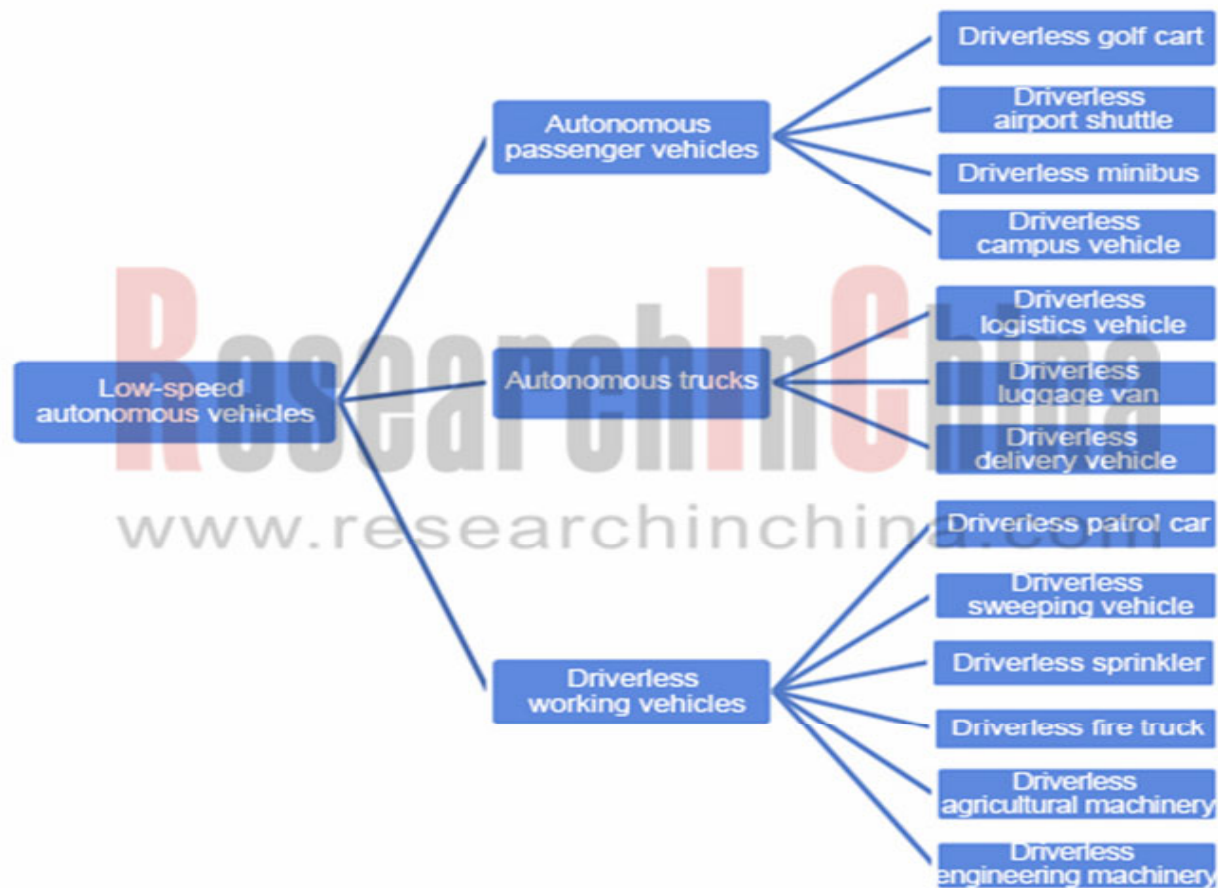 Low-speed
autonomous vehicles
Autonomous
passenger vehicles
Driverless golf cart
Driverless
airport shuttle
Driverless minibus
Driverless
campus vehicle
Autonomous trucks
Driverless
logistics vehicle
Driverless
luggage van
Driverless
delivery vehicle
Driverless
working vehicles
Driverless patrol car
Driverless
sweeping vehicle
Driverless sprinkler
Driverless fire truck
Driverless
agricultural machinery
Driverless
engineering machinery
ResearchInChina
www.researchinchina.com